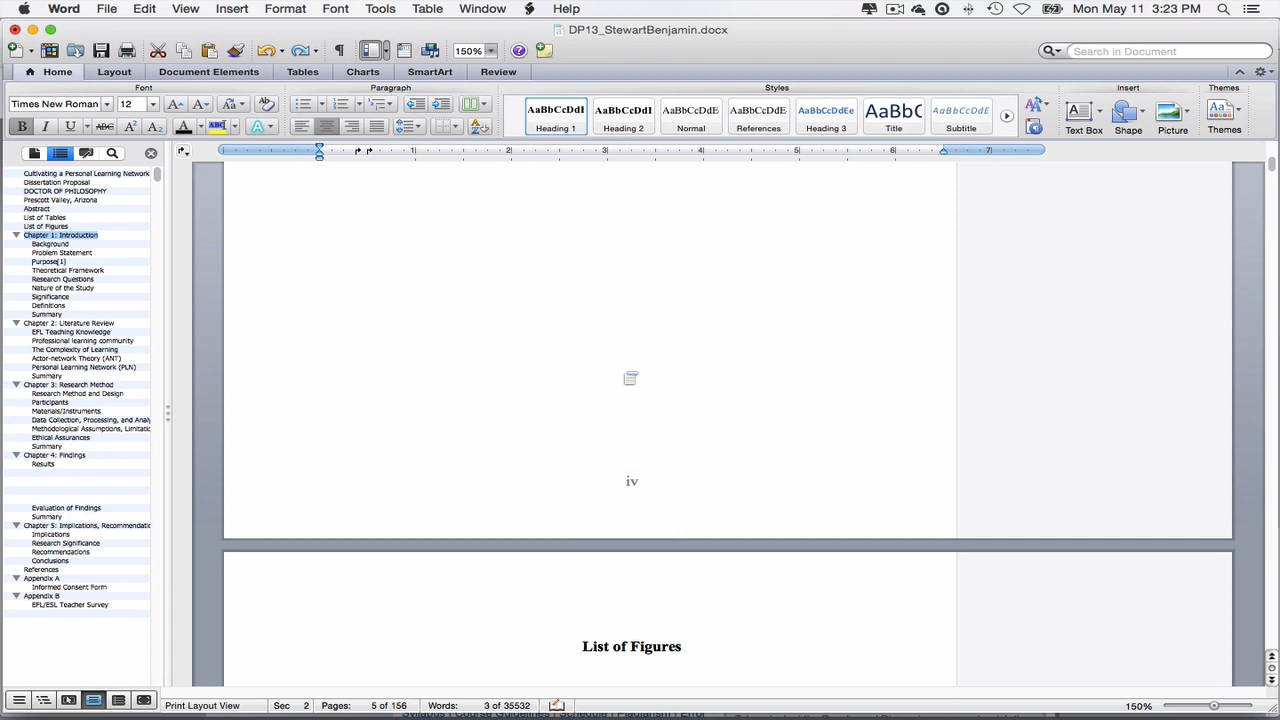 Word File Edit View Insert Format Font Tools Table Window Help Mon May 11 3:23 PM
DP13_StewartBenjamin.docx
150% Search in Document
Home Layout Document Elements Tables Charts SmartArt Review
Font Paragraph Styles Insert Themes
Times New Roman 12
AaBbCcDdI AaBbCcDdI AaBbCcDdE AaBbCcDdE AaBbCcDdEe AaBbC AaBbCcDdEe
Heading 1 Heading 2 Normal References Heading 3 Title Subtitle Text Box Shape Picture Themes
1 2 3 4 5 6 7
Cultivating a Personal Learning Network
Dissertation Proposal
DOCTOR OF PHILOSOPHY
Prescott Valley, Arizona
Abstract
List of Tables
List of Figures
Chapter 1: Introduction
Background
Problem Statement
Purpose[1]
Theoretical Framework
Research Questions
Nature of the Study
Significance
Definitions
Summary
Chapter 2: Literature Review
EFL Teaching Knowledge
Professional learning community
The Complexity of Learning
Actor-network Theory (ANT)
Personal Learning Network (PLN)
Summary
Chapter 3: Research Method
Research Method and Design
Participants
Materials/Instruments
Data Collection, Processing, and Analy
Methodological Assumptions, Limitatio
Ethical Assurances
Summary
Chapter 4: Findings
Results
Evaluation of Findings
Summary
Chapter 5: Implications, Recommendatio
Implications
Research Significance
Recommendations
Conclusions
References
Appendix A
Informed Consent Form
Appendix B
EFL/ESL Teacher Survey
iv
List of Figures
Print Layout View Sec 2 Pages: 5 of 156 Words: 3 of 35532 150%